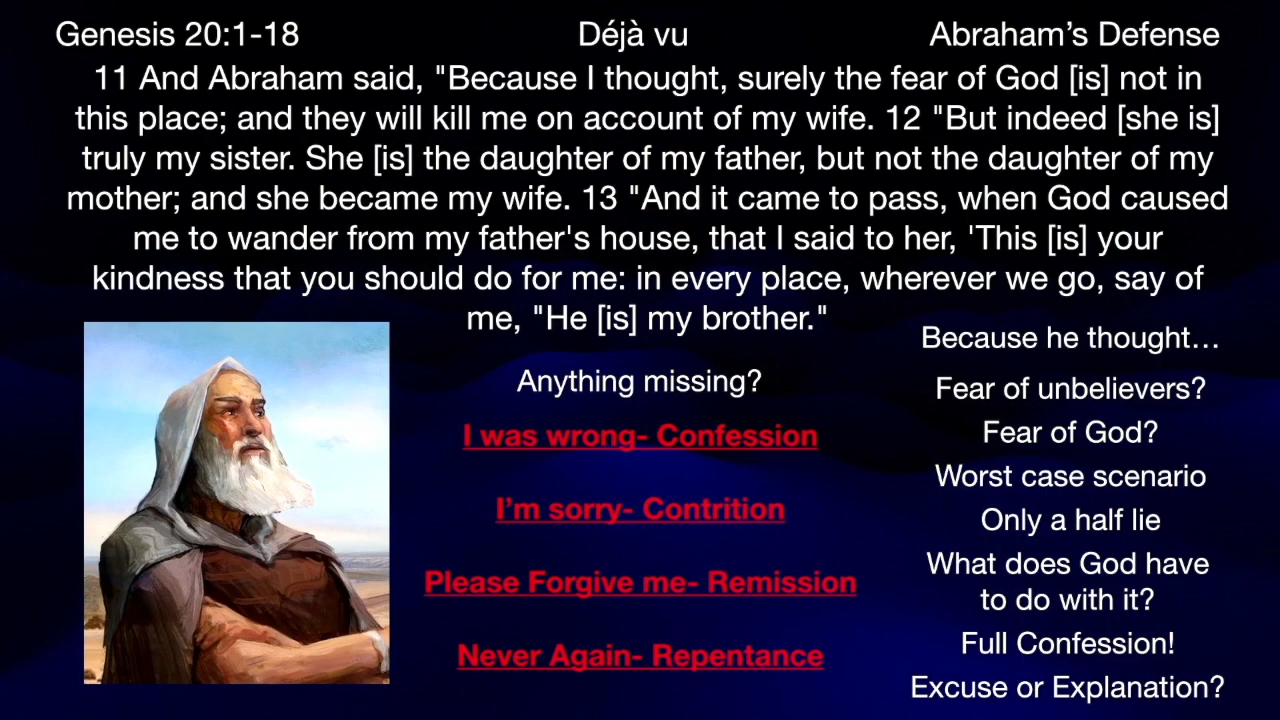 Genesis 20:1-18
Déjà vu
Abraham’s Defense
11 And Abraham said, "Because I thought, surely the fear of God [is] not in
this place; and they will kill me on account of my wife. 12 "But indeed [she is]
truly my sister. She [is] the daughter of my father, but not the daughter of my
mother; and she became my wife. 13 "And it came to pass, when God caused
me to wander from my father's house, that I said to her, 'This [is] your
kindness that you should do for me: in every place, wherever we go, say of
me, "He [is] my brother."
Anything missing?
I was wrong- Confession
I’m sorry- Contrition
Please Forgive me- Remission
Never Again- Repentance
Because he thought…
Fear of unbelievers?
Fear of God?
Worst case scenario
Only a half lie
What does God have
to do with it?
Full Confession!
Excuse or Explanation?